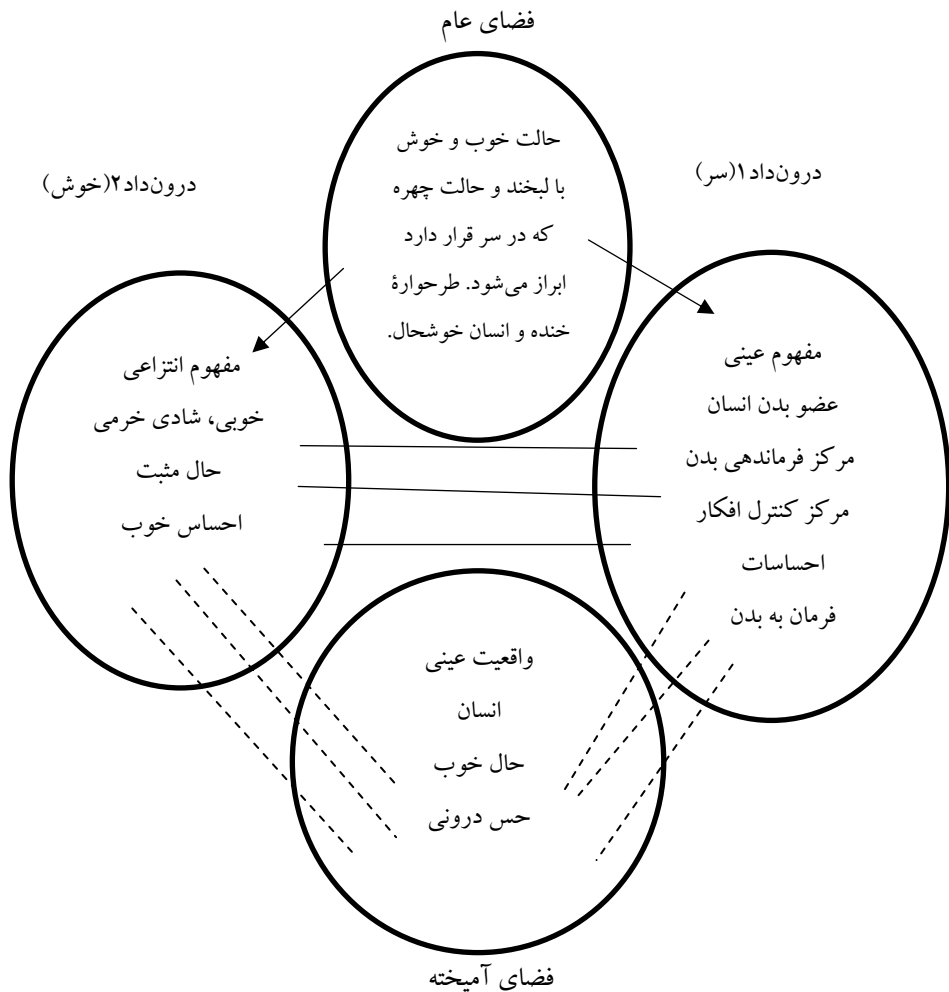 فضای عام
حالت خوب و خوش
با لبخند و حالت چهره
که در سر قرار دارد
ابراز می‌شود. طرحوارۀ
خنده و انسان خوشحال.
درون‌داد۱(سر)
مفهوم عینی
عضو بدن انسان
مرکز فرماندهی بدن
مرکز کنترل افکار
احساسات
فرمان به بدن
درون‌داد۲(خوش)
مفهوم انتزاعی
خوبی، شادی خرمی
حال مثبت
احساس خوب
واقعیت عینی
انسان
حال خوب
حس درونی
فضای آمیخته